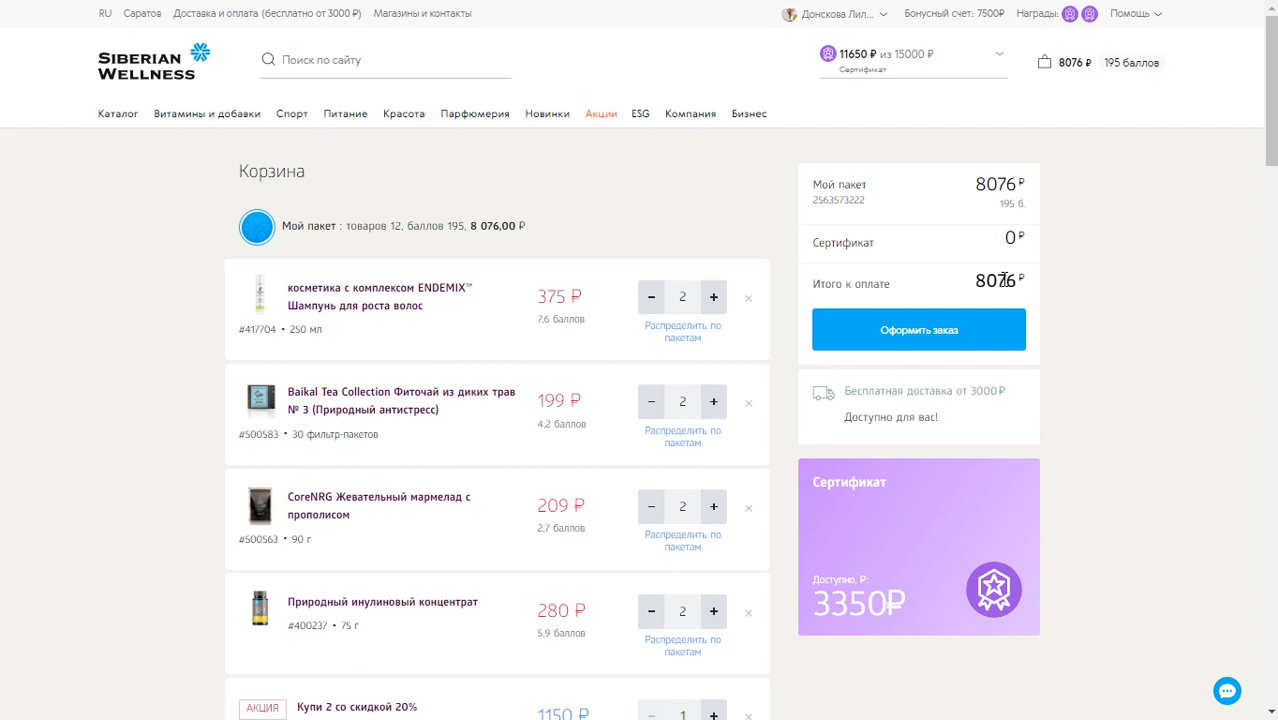 RU Саратов Доставка и оплата (бесплатно от 3000 ₽) Магазины и контакты Донскова Лил... Бонусный счет: 7500₽ Награды: Помощь
SIBERIAN
WELLNESS
Поиск по сайту
11650 ₽ из 15000 ₽
Сертификат
8076 ₽ 195 баллов
Каталог Витамины и добавки Спорт Питание Красота Парфюмерия Новинки Акции ESG Компания Бизнес
Корзина
Мой пакет : товаров 12, баллов 195, 8 076,00 ₽
косметика с комплексом ENDEMIX™
Шампунь для роста волос
#417704 • 250 мл
375 ₽
7,6 баллов
− 2 +
Распределить по
пакетам
×
Baikal Tea Collection Фиточай из диких трав
№ 3 (Природный антистресс)
#500583 • 30 фильтр-пакетов
199 ₽
4,2 баллов
− 2 +
Распределить по
пакетам
×
CoreNRG Жевательный мармелад с
прополисом
#500563 • 90 г
209 ₽
2,7 баллов
− 2 +
Распределить по
пакетам
×
Природный инулиновый концентрат
#400237 • 75 г
280 ₽
5,9 баллов
− 2 +
Распределить по
пакетам
×
АКЦИЯ Купи 2 со скидкой 20%
1150 ₽
− 1 +
×
Мой пакет 8076 ₽
2563573222 195 б.
Сертификат 0 ₽
Итого к оплате 8076 ₽
Оформить заказ
Бесплатная доставка от 3000 ₽
Доступно для вас!
Сертификат
Доступно, ₽:
3350₽